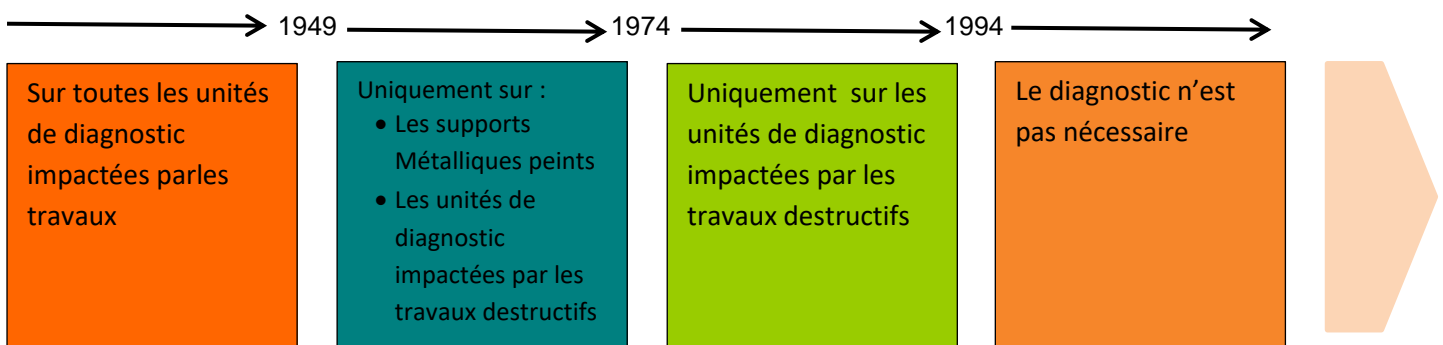 1949
1974
1994
Sur toutes les unités
de diagnostic
impactées parles
travaux
Uniquement sur :
• Les supports
Métalliques peints
• Les unités de
diagnostic
impactées par les
travaux destructifs
Uniquement sur les
unités de diagnostic
impactées par les
travaux destructifs
Le diagnostic n’est
pas nécessaire